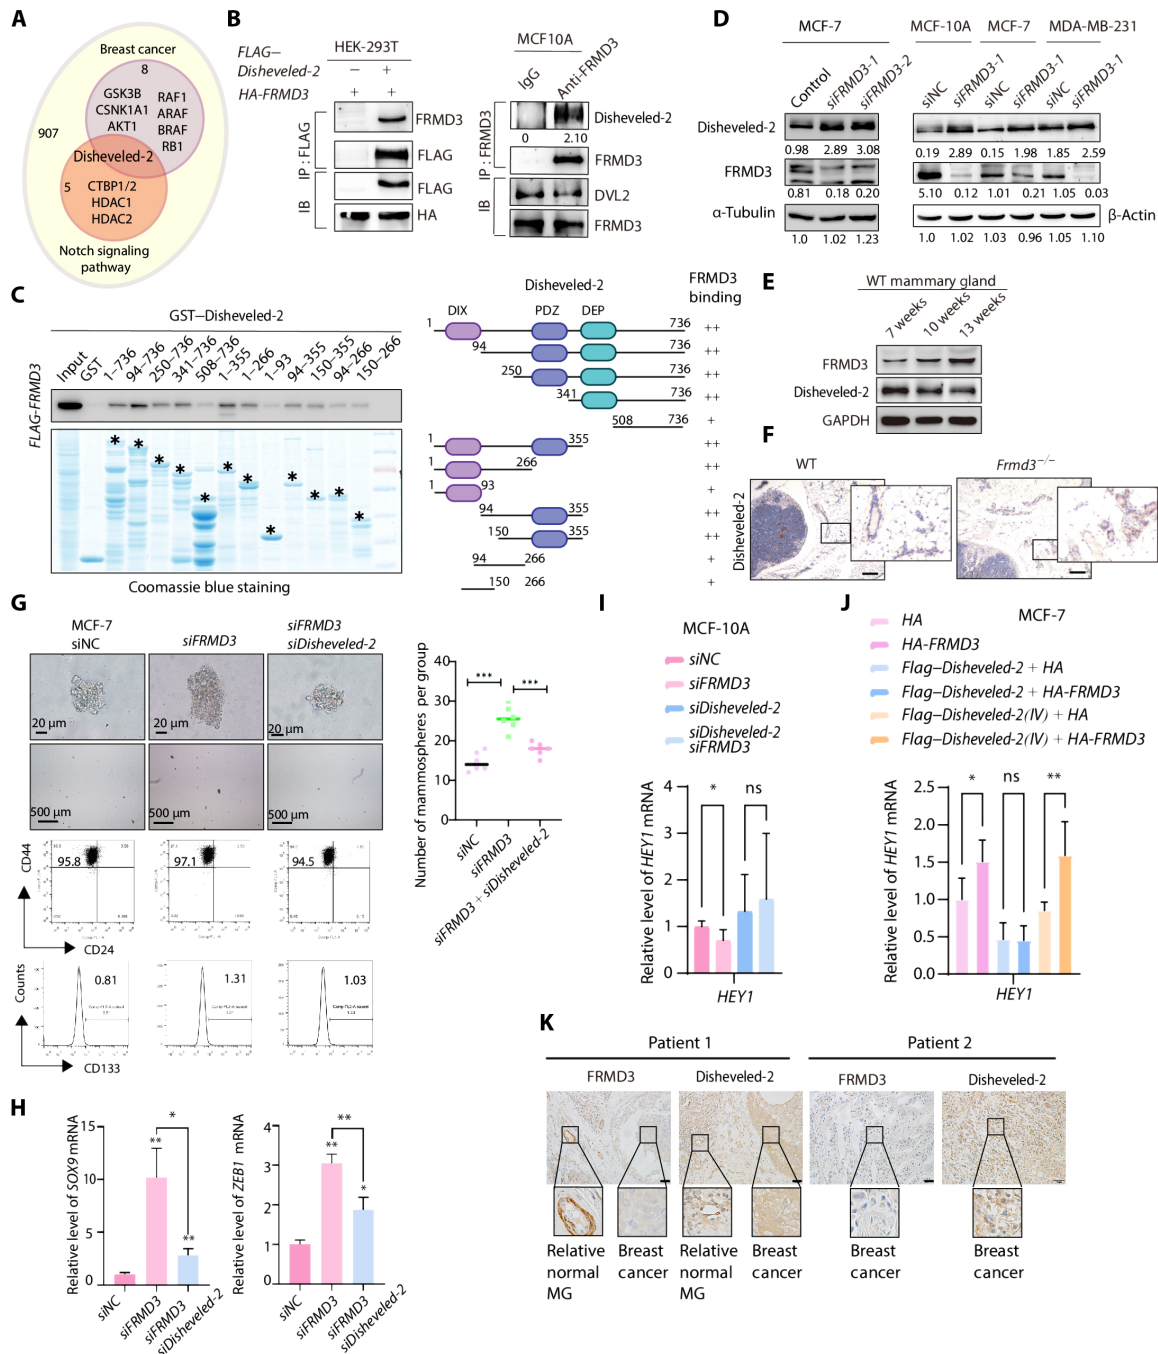 A
Breast cancer
8
GSK3B
CSNK1A1
AKT1
RAF1
ARAF
BRAF
RB1
907
Disheveled-2
5
CTBP1/2
HDAC1
HDAC2
Notch signaling
pathway
B
FLAG–
Disheveled-2
HA-FRMD3
HEK-293T
– +
+ +
IP : FLAG
IB
FRMD3
FLAG
FLAG
HA
MCF10A
IgG
Anti-FRMD3
IP : FRMD3
IB
Disheveled-2
0 2.10
FRMD3
DVL2
FRMD3
D
MCF-7
Control
siFRMD3-1
siFRMD3-2
Disheveled-2
0.98 2.89 3.08
FRMD3
0.81 0.18 0.20
α-Tubulin
1.0 1.02 1.23
MCF-10A MCF-7 MDA-MB-231
siNC
siFRMD3-1
siNC
siFRMD3-1
siNC
siFRMD3-1
0.19 2.89 0.15 1.98 1.85 2.59
5.10 0.12 1.01 0.21 1.05 0.03
β-Actin
1.0 1.02 1.03 0.96 1.05 1.10
C
GST–Disheveled-2
Input
GST
1–736
94–736
250–736
341–736
508–736
1–355
1–266
1–93
94–355
150–355
94–266
150–266
FLAG-FRMD3
* * * * * * * * * * * *
Coomassie blue staining
Disheveled-2
FRMD3
binding
DIX PDZ DEP
1 736 ++
94 736 ++
250 736 ++
341 736 ++
508 736 +
1 355 ++
1 266 ++
1 93 +
94 355 ++
150 355 ++
94 266 +
150 266 +
E
WT mammary gland
7 weeks
10 weeks
13 weeks
FRMD3
Disheveled-2
GAPDH
F
WT
Frmd3−/−
Disheveled-2
G
MCF-7
siNC
siFRMD3
siFRMD3
siDisheveled-2
20 μm
20 μm
20 μm
500 μm
500 μm
500 μm
CD44
95.8
97.1
94.5
CD24
Counts
0.81
1.31
1.03
CD133
Number of mammospheres per group
40
30
20
10
0
***
***
siNC
siFRMD3
siFRMD3 + siDisheveled-2
H
Relative level of SOX9 mRNA
15
10
5
0
**
*
**
siNC
siFRMD3
siFRMD3
siDisheveled-2
Relative level of ZEB1 mRNA
4
3
2
1
0
**
**
*
siNC
siFRMD3
siFRMD3
siDisheveled-2
I
MCF-10A
siNC
siFRMD3
siDisheveled-2
siDisheveled-2
siFRMD3
Relative level of HEY1 mRNA
4
3
2
1
0
*
ns
HEY1
J
MCF-7
HA
HA-FRMD3
Flag–Disheveled-2 + HA
Flag–Disheveled-2 + HA-FRMD3
Flag–Disheveled-2(IV) + HA
Flag–Disheveled-2(IV) + HA-FRMD3
Relative level of HEY1 mRNA
2.5
2.0
1.5
1.0
0.5
0.0
*
ns
**
HEY1
K
Patient 1
Patient 2
FRMD3
Disheveled-2
FRMD3
Disheveled-2
Relative
normal
MG
Breast
cancer
Relative
normal
MG
Breast
cancer
Breast
cancer
Breast
cancer